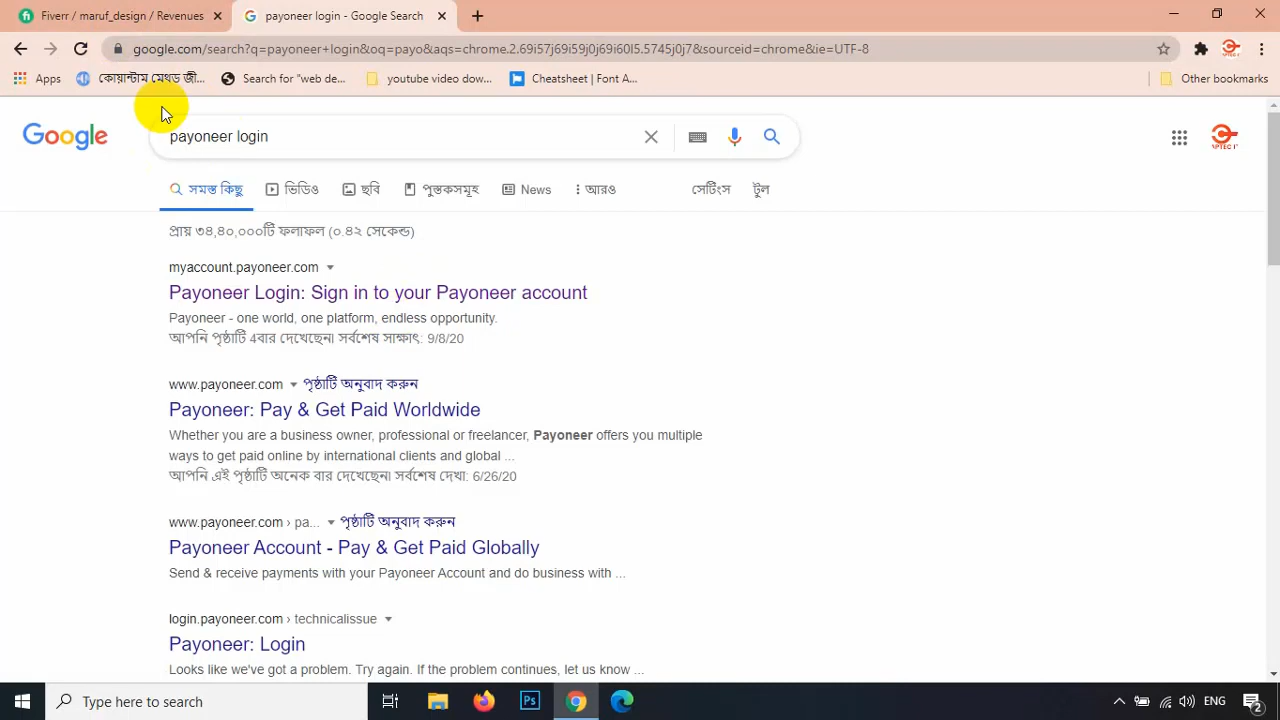 Fiverr / maruf_design / Revenues
payoneer login - Google Search
google.com/search?q=payoneer+login&oq=payo&aqs=chrome.2.69i57j69i59j0j69i60l5.5745j0j7&sourceid=chrome&ie=UTF-8
Apps কোয়ান্টাম মেথড জী... Search for "web de... youtube video dow... Cheatsheet | Font A... Other bookmarks
Google payoneer login
সমস্ত কিছু ভিডিও ছবি পুস্তকসমূহ News আরও সেটিংস টুল
প্রায় ৩৪,৪০,০০০টি ফলাফল (০.৪২ সেকেন্ড)
myaccount.payoneer.com
Payoneer Login: Sign in to your Payoneer account
Payoneer - one world, one platform, endless opportunity.
আপনি পৃষ্ঠাটি 4বার দেখেছেন৷ সর্বশেষ সাক্ষাৎ: 9/8/20
www.payoneer.com পৃষ্ঠাটি অনুবাদ করুন
Payoneer: Pay & Get Paid Worldwide
Whether you are a business owner, professional or freelancer, Payoneer offers you multiple
ways to get paid online by international clients and global ...
আপনি এই পৃষ্ঠাটি অনেক বার দেখেছেন৷ সর্বশেষ দেখা: 6/26/20
www.payoneer.com › pa... পৃষ্ঠাটি অনুবাদ করুন
Payoneer Account - Pay & Get Paid Globally
Send & receive payments with your Payoneer Account and do business with ...
login.payoneer.com › technicalissue
Payoneer: Login
Looks like we've got a problem. Try again. If the problem continues, let us know ...
Type here to search
Ps
ENG
2